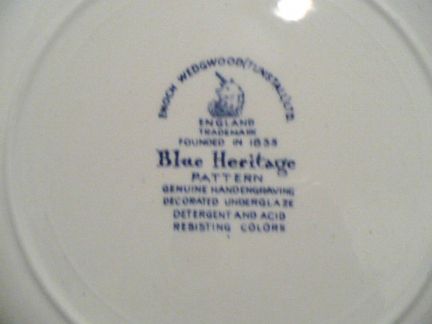 ENOCH WEDGWOOD (TUNSTALL) LTD.
ENGLAND
TRADEMARK
FOUNDED IN 1835
Blue Heritage
PATTERN
GENUINE HANDENGRAVING
DECORATED UNDERGLAZE
DETERGENT AND ACID
RESISTING COLORS